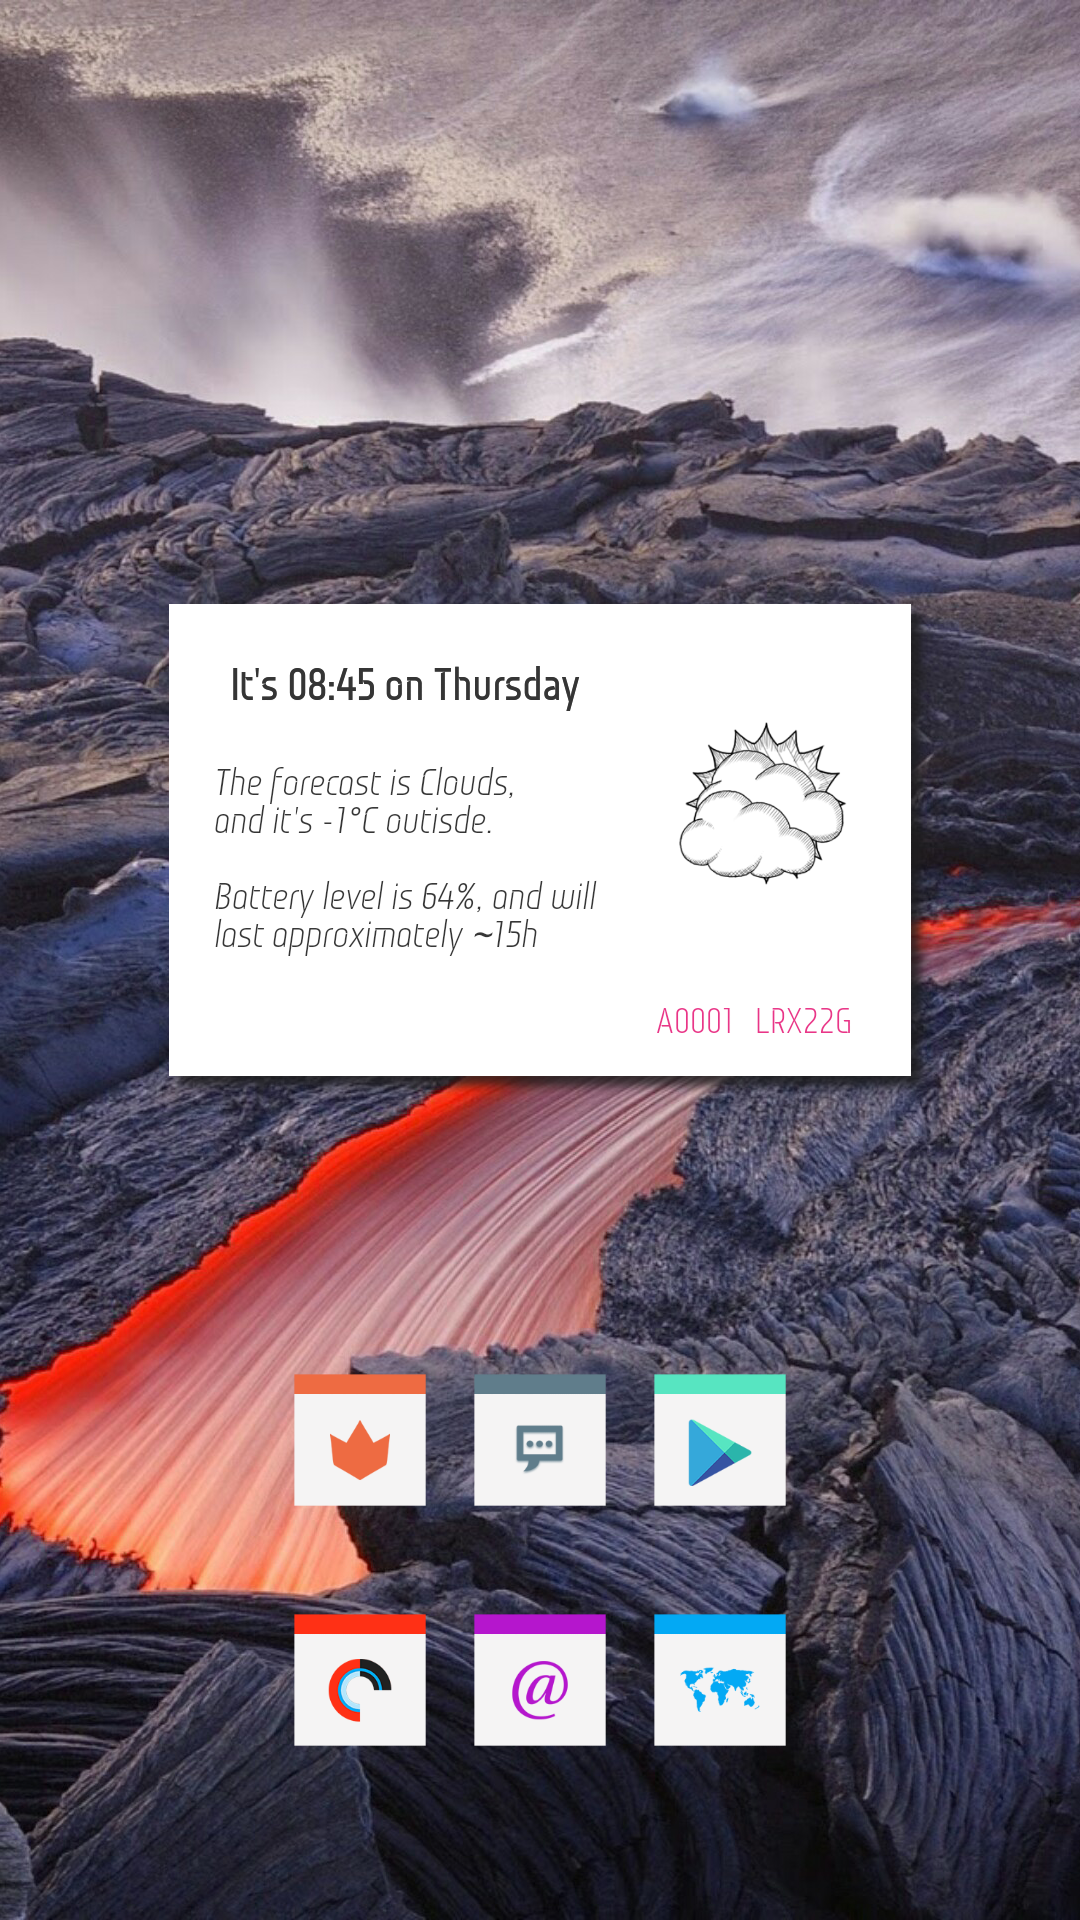 It's 08:45 on Thursday
The forecast is Clouds,
and it's -1°C outisde.
Battery level is 64%, and will
last approximately ~15h
A0001 LRX22G
@